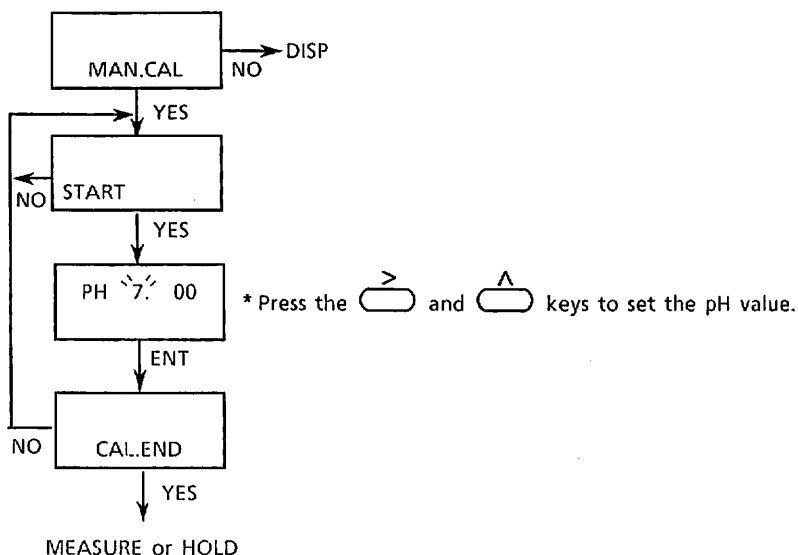 MAN.CAL
NO
DISP
YES
START
NO
YES
PH 7. 00
* Press the > and ∧ keys to set the pH value.
ENT
CAL.END
NO
YES
MEASURE or HOLD